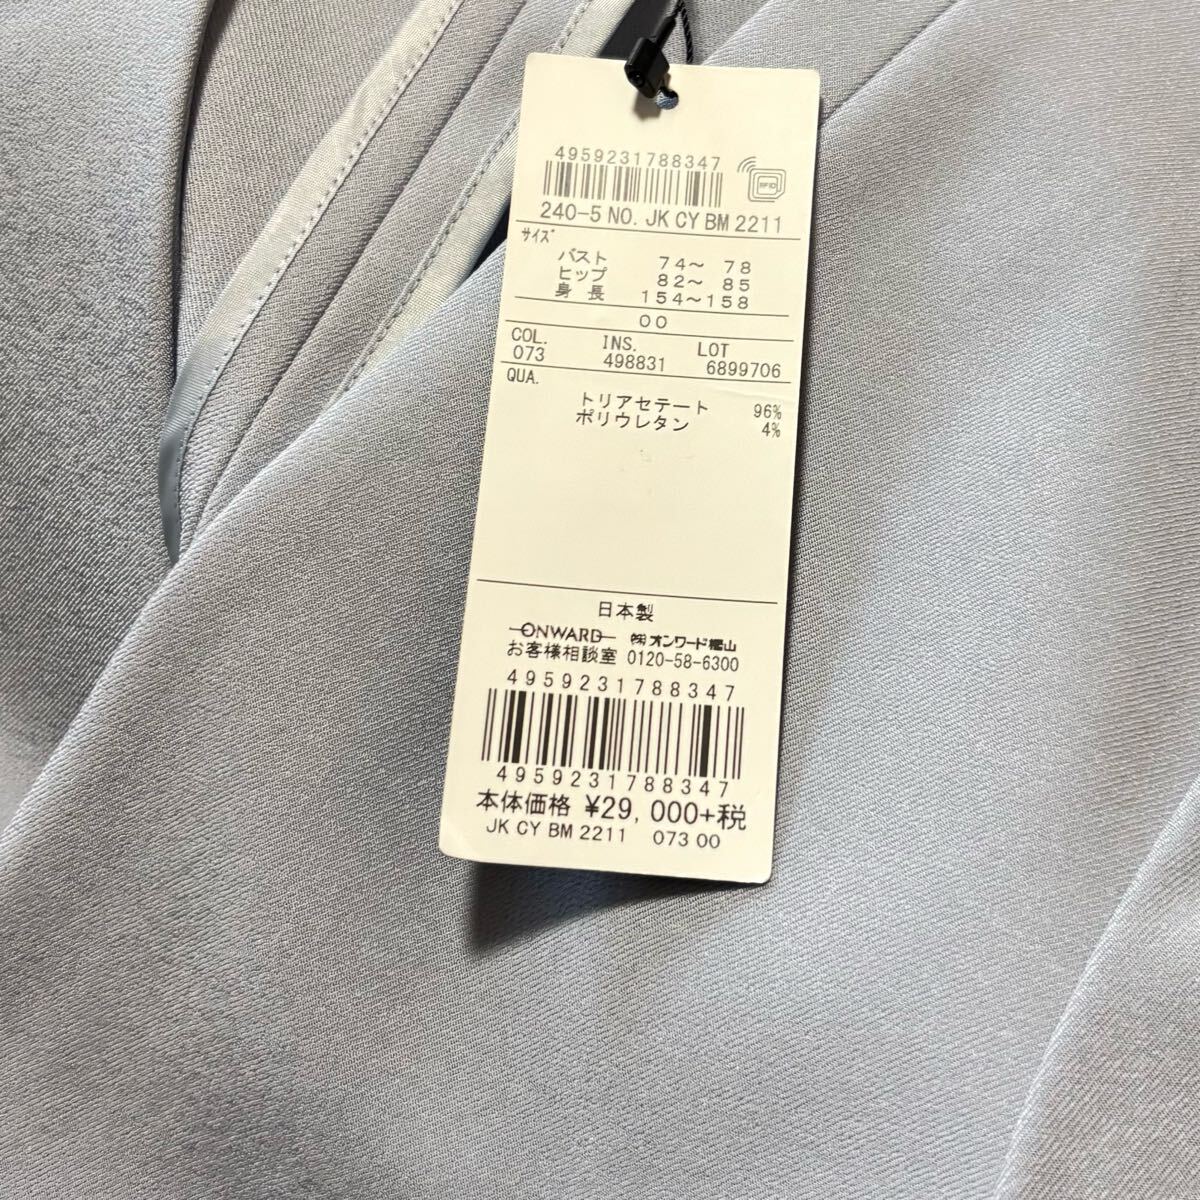 4959231788347
RFID
240-5 NO. JK CY BM 2211
サイズ
バスト 74~ 78
ヒップ 82~ 85
身 長 154~158
00
COL. INS. LOT
073 498831 6899706
QUA.
トリアセテート 96%
ポリウレタン 4%
日本製
ONWARD ㈱オンワード樫山
お客様相談室 0120-58-6300
4959231788347
4959231788347
本体価格 ¥29,000+税
JK CY BM 2211 073 00